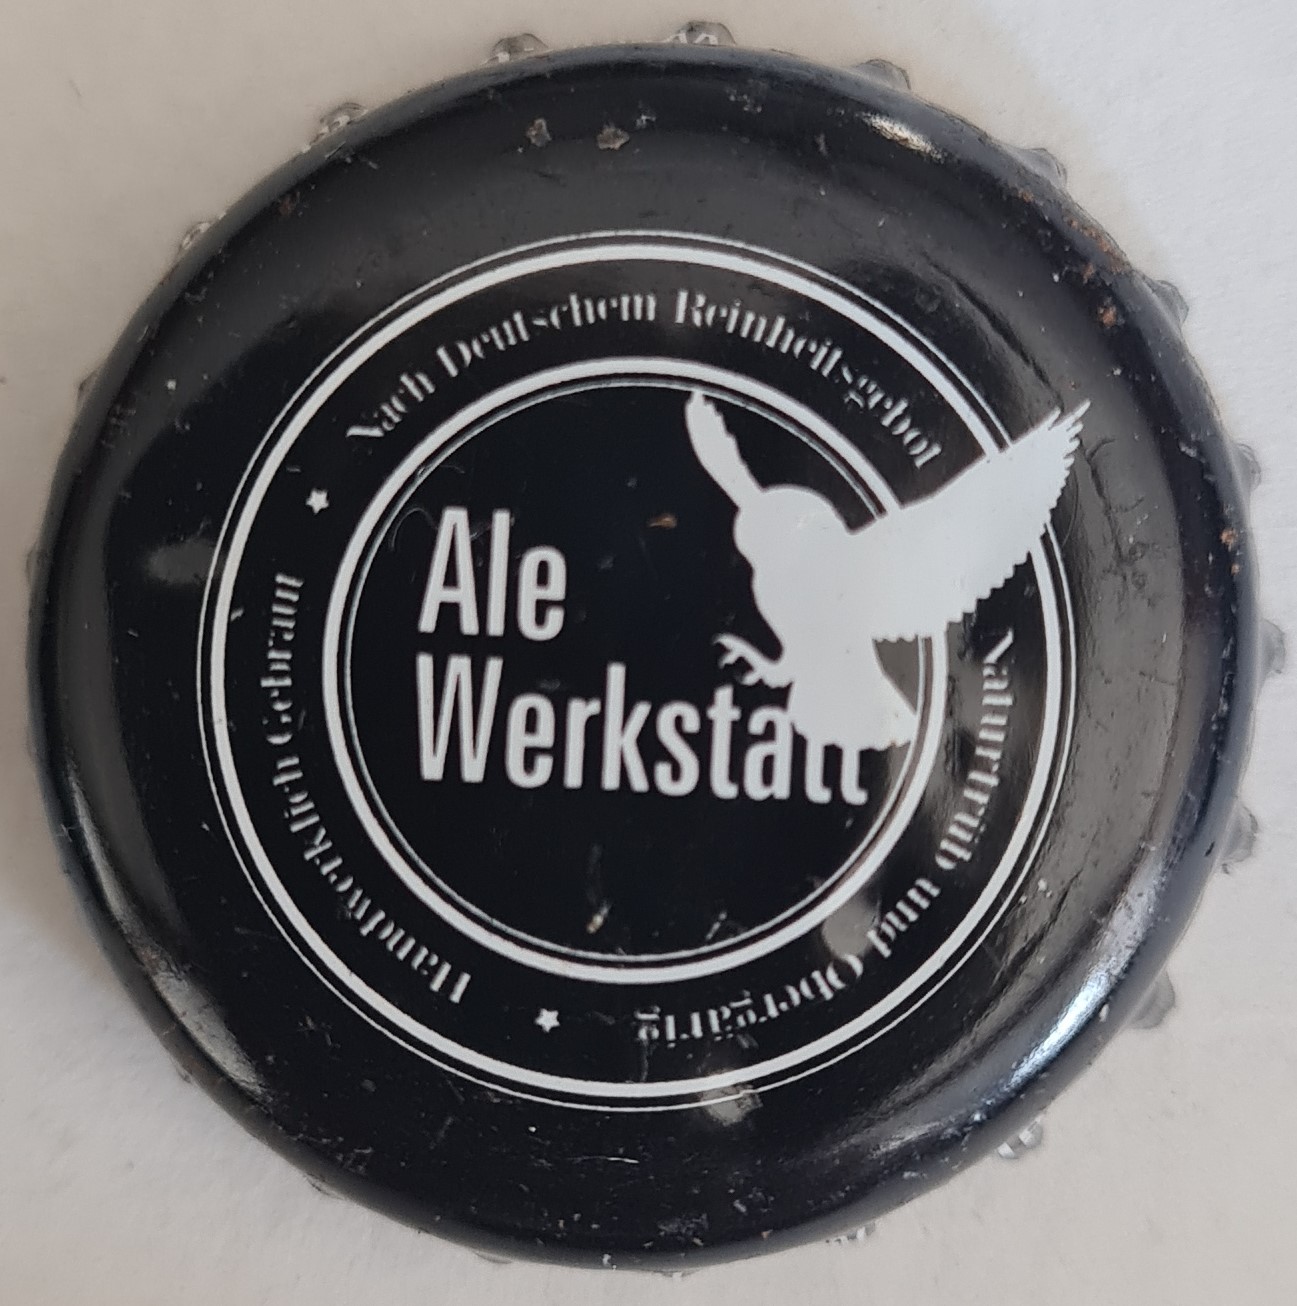 Nach Deutschem Reinheitsgebot
Naturtrüb und Obergärig
Handwerklich Gebraut
Ale
Werkstatt